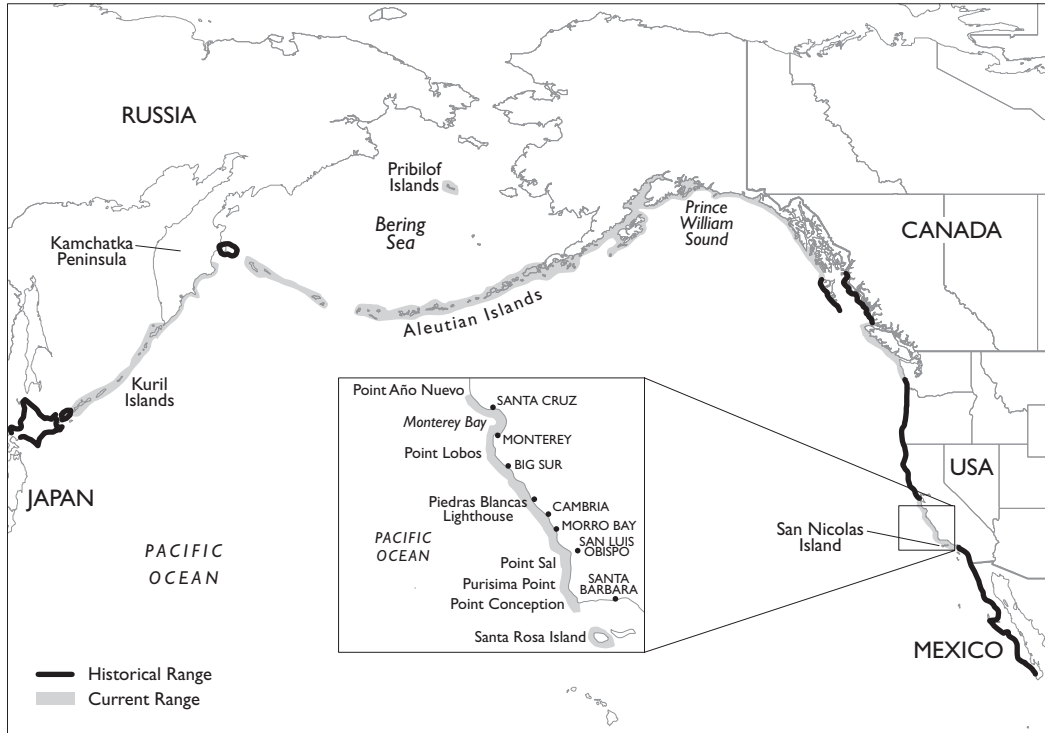 RUSSIA
Pribilof
Islands
Bering
Sea
Prince
William
Sound
CANADA
Kamchatka
Peninsula
Aleutian Islands
Kuril
Islands
JAPAN
PACIFIC
OCEAN
USA
San Nicolas
Island
MEXICO
Point Año Nuevo
SANTA CRUZ
Monterey Bay
MONTEREY
Point Lobos
BIG SUR
Piedras Blancas
Lighthouse
CAMBRIA
MORRO BAY
PACIFIC
OCEAN
SAN LUIS
OBISPO
Point Sal
Purisima Point
SANTA
BARBARA
Point Conception
Santa Rosa Island
Historical Range
Current Range